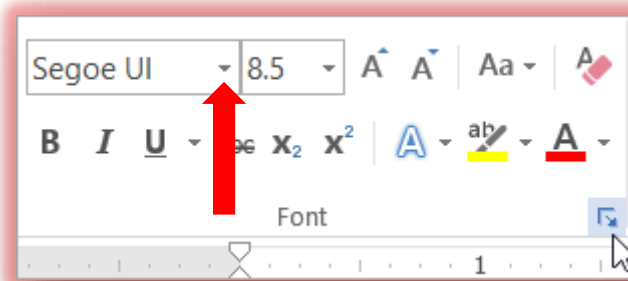 Segoe UI 8.5 A A Aa A
B I U abc X₂ X² A ab A
Font
1